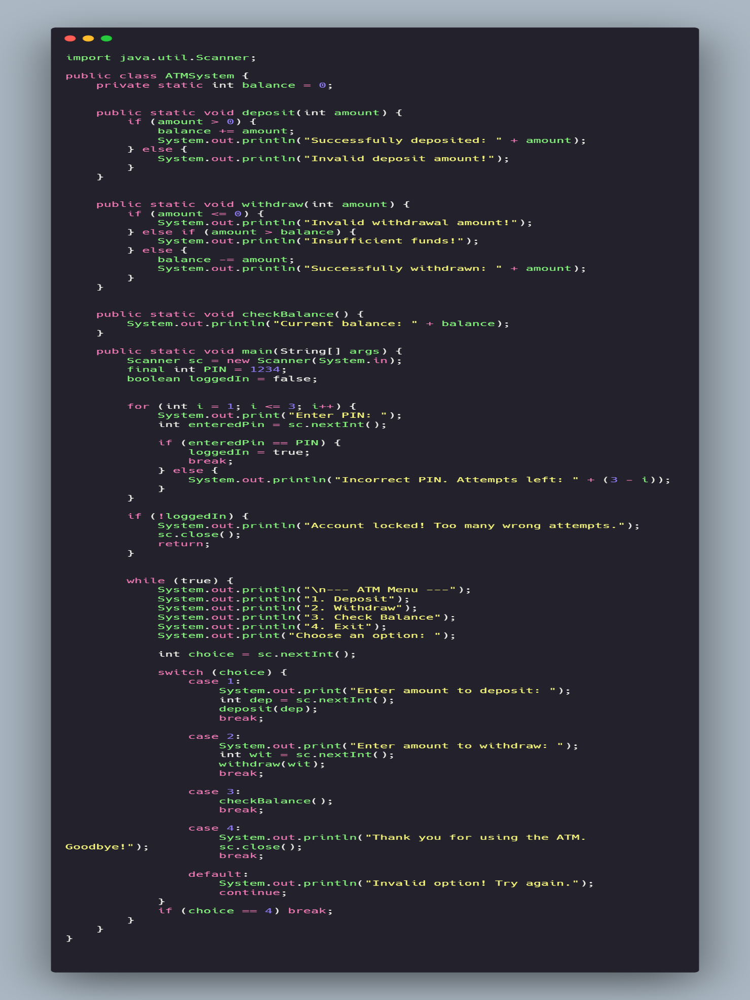 import java.util.Scanner;

public class ATMSystem {
    private static int balance = 0;


    public static void deposit(int amount) {
        if (amount > 0) {
            balance += amount;
            System.out.println("Successfully deposited: " + amount);
        } else {
            System.out.println("Invalid deposit amount!");
        }
    }


    public static void withdraw(int amount) {
        if (amount <= 0) {
            System.out.println("Invalid withdrawal amount!");
        } else if (amount > balance) {
            System.out.println("Insufficient funds!");
        } else {
            balance -= amount;
            System.out.println("Successfully withdrawn: " + amount);
        }
    }


    public static void checkBalance() {
        System.out.println("Current balance: " + balance);
    }

    public static void main(String[] args) {
        Scanner sc = new Scanner(System.in);
        final int PIN = 1234;
        boolean loggedIn = false;


        for (int i = 1; i <= 3; i++) {
            System.out.print("Enter PIN: ");
            int enteredPin = sc.nextInt();

            if (enteredPin == PIN) {
                loggedIn = true;
                break;
            } else {
                System.out.println("Incorrect PIN. Attempts left: " + (3 - i));
            }
        }

        if (!loggedIn) {
            System.out.println("Account locked! Too many wrong attempts.");
            sc.close();
            return;
        }


        while (true) {
            System.out.println("\n--- ATM Menu ---");
            System.out.println("1. Deposit");
            System.out.println("2. Withdraw");
            System.out.println("3. Check Balance");
            System.out.println("4. Exit");
            System.out.print("Choose an option: ");

            int choice = sc.nextInt();

            switch (choice) {
                case 1:
                    System.out.print("Enter amount to deposit: ");
                    int dep = sc.nextInt();
                    deposit(dep);
                    break;

                case 2:
                    System.out.print("Enter amount to withdraw: ");
                    int wit = sc.nextInt();
                    withdraw(wit);
                    break;

                case 3:
                    checkBalance();
                    break;

                case 4:
                    System.out.println("Thank you for using the ATM.
Goodbye!");         sc.close();
                    break;

                default:
                    System.out.println("Invalid option! Try again.");
                    continue;
            }
            if (choice == 4) break;
        }
    }
}